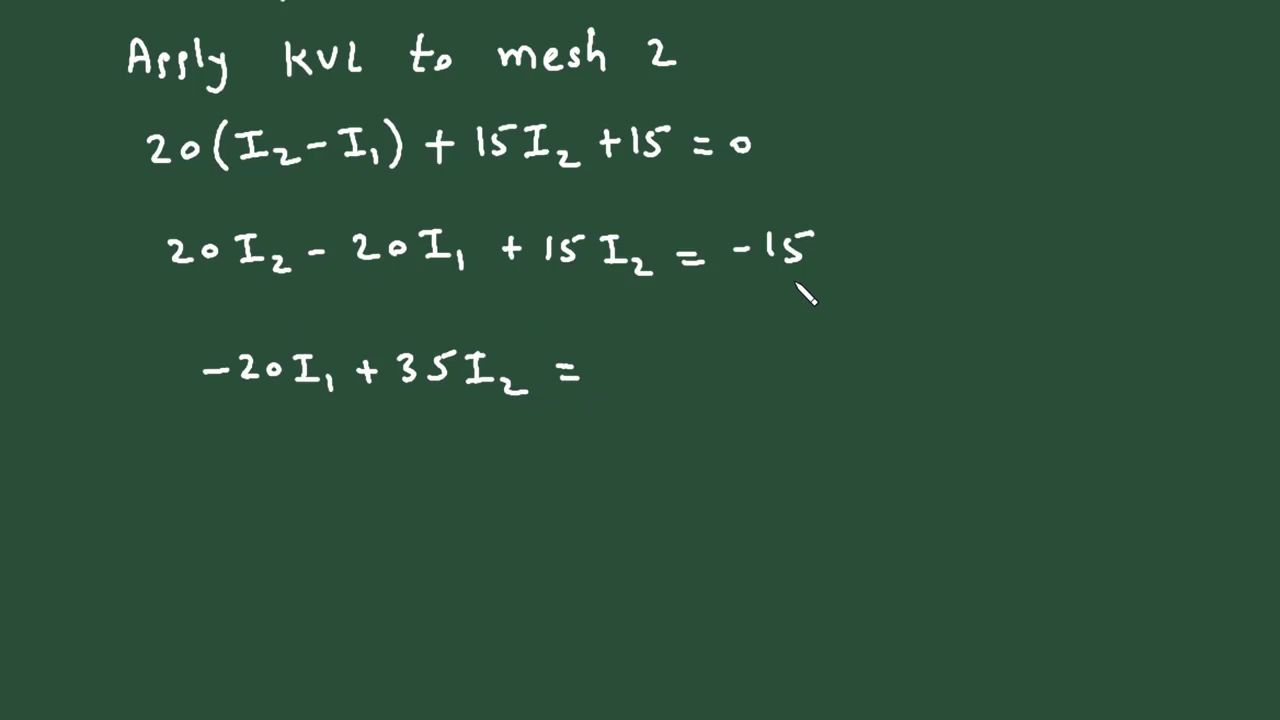 Apply KVL to mesh 2
20(I₂-I₁) + 15I₂ +15 = 0
20I₂ - 20I₁ + 15I₂ = -15
-20I₁ + 35I₂ =